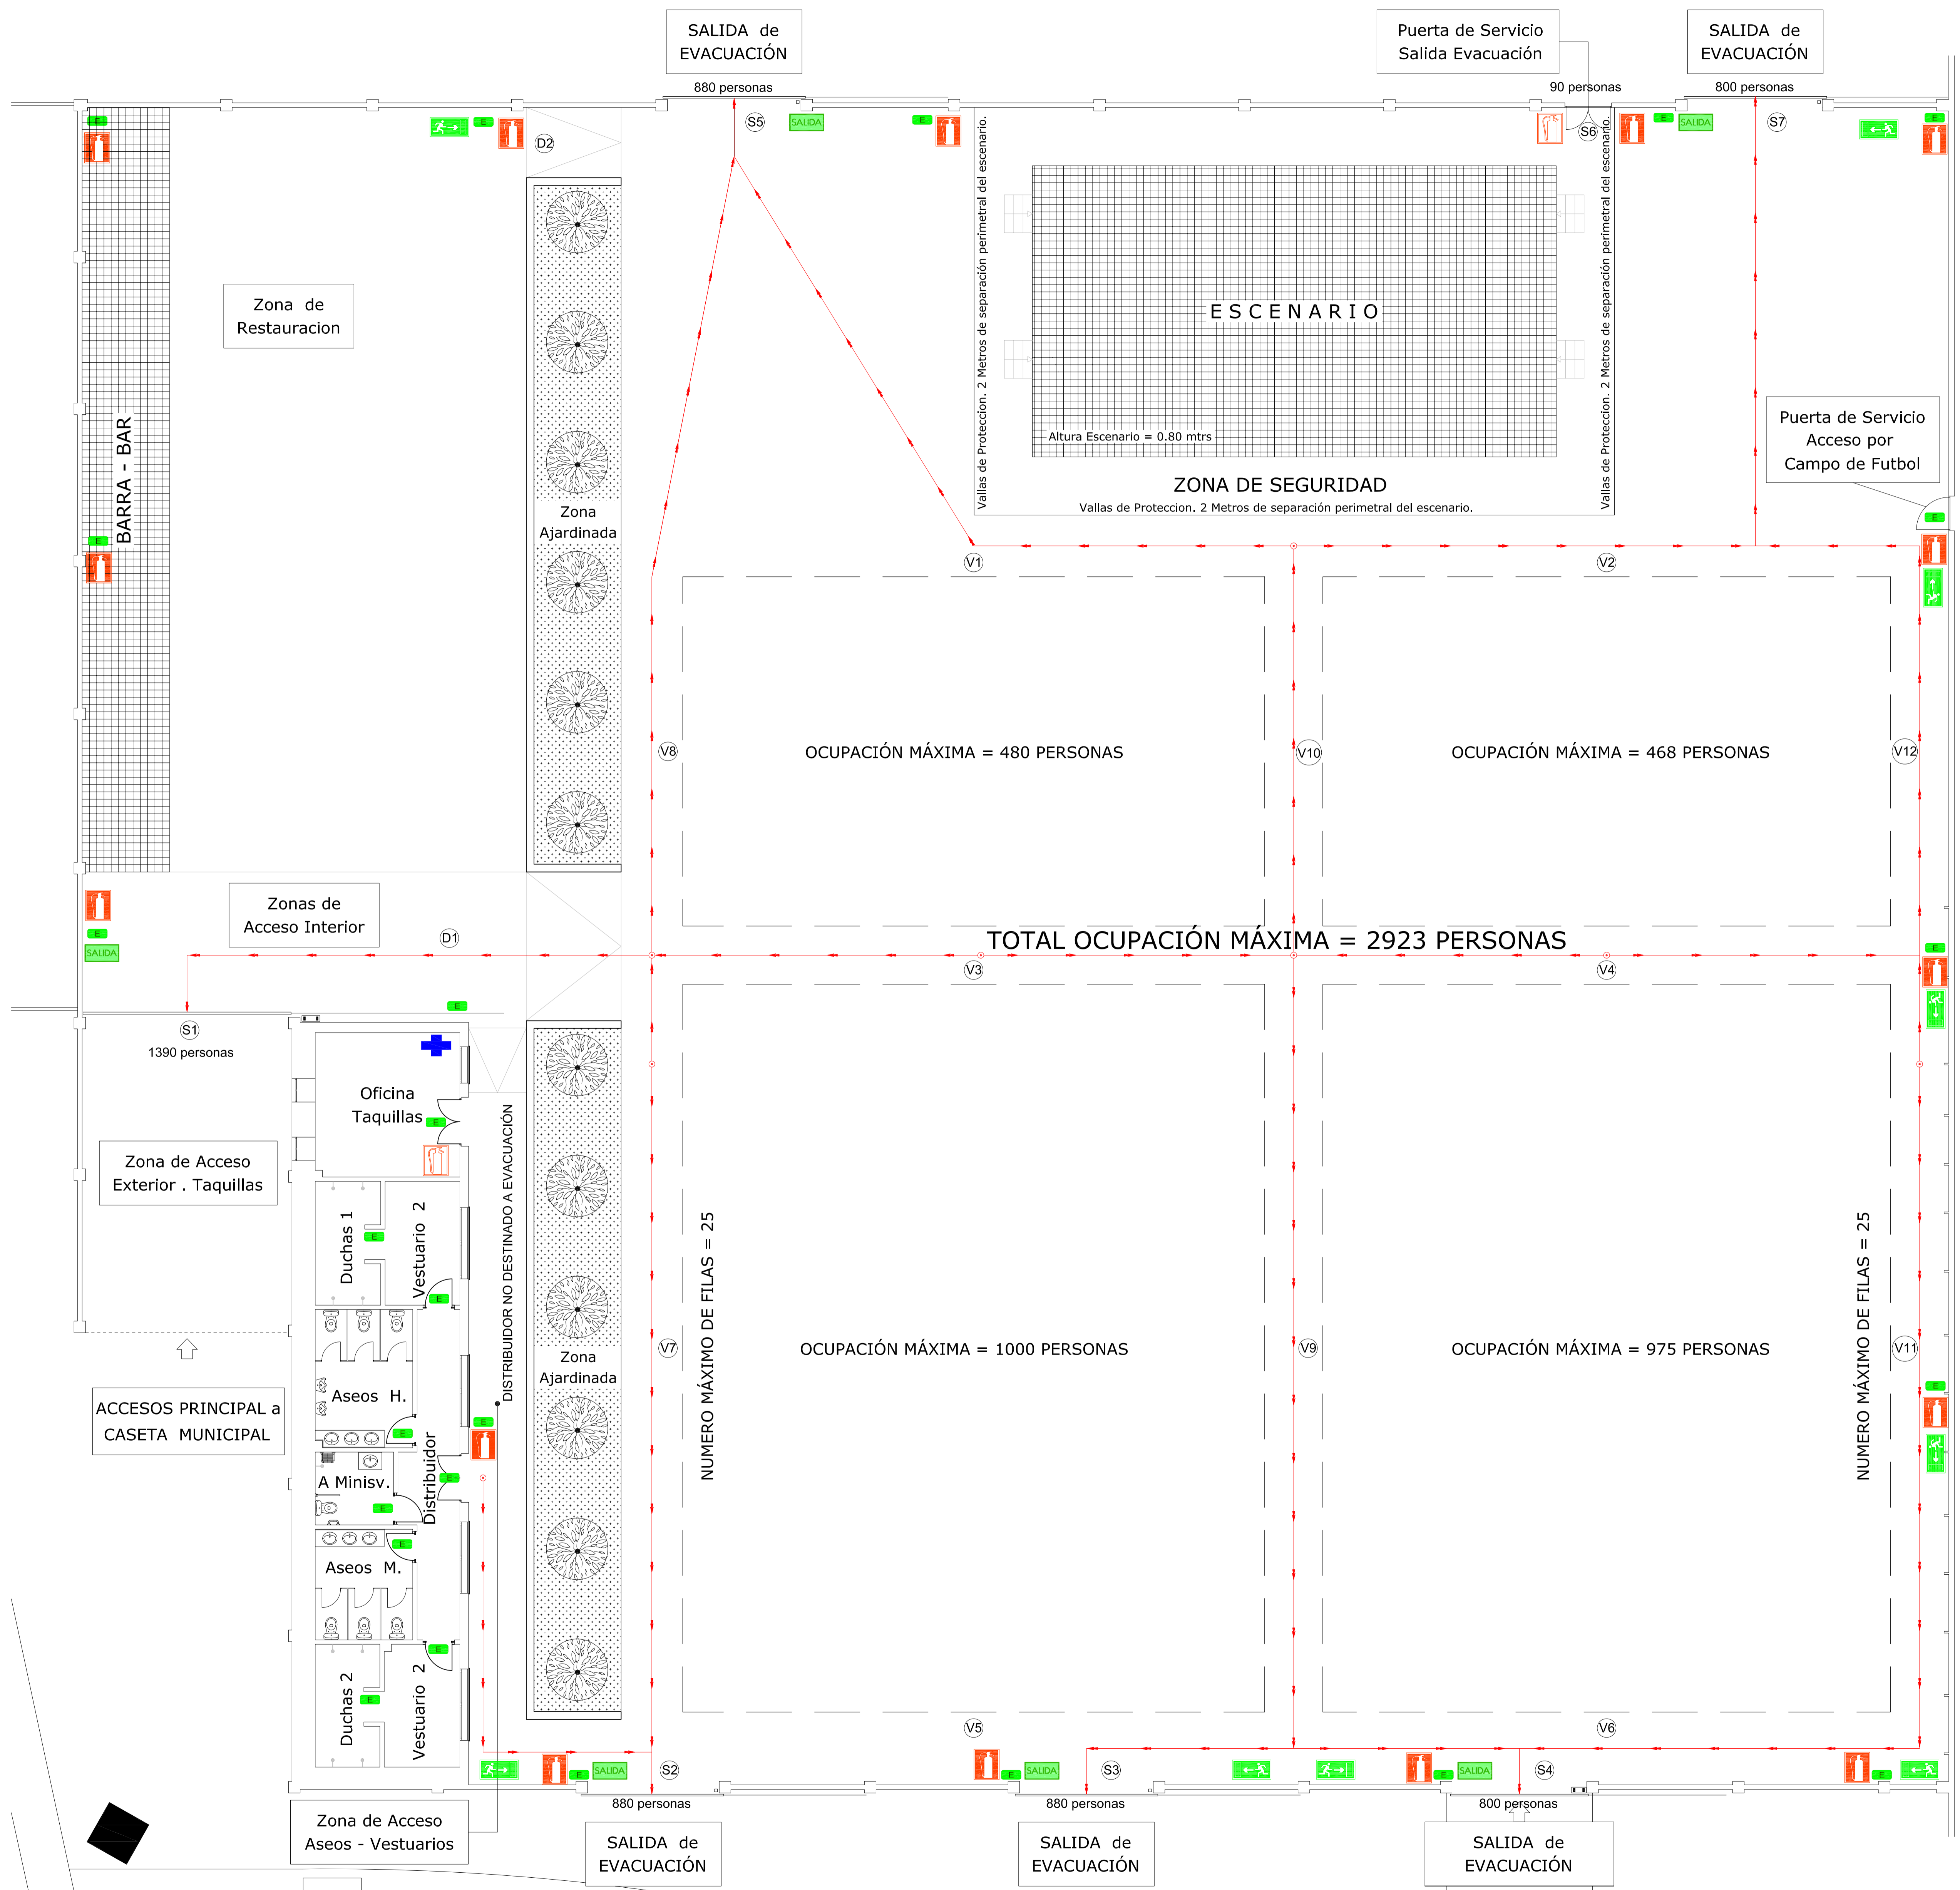 SALIDA de
EVACUACIÓN
Puerta de Servicio
Salida Evacuación
SALIDA de
EVACUACIÓN
880 personas
90 personas
800 personas
E
E
D2
S5
SALIDA
E
S6
E
SALIDA
S7
E
Vallas de Proteccion. 2 Metros de separación perimetral del escenario.
Vallas de Proteccion. 2 Metros de separación perimetral del escenario.
Zona de
Restauracion
ESCENARIO
Altura Escenario = 0.80 mtrs
BARRA - BAR
Puerta de Servicio
Acceso por
Campo de Futbol
ZONA DE SEGURIDAD
Vallas de Proteccion. 2 Metros de separación perimetral del escenario.
Zona
Ajardinada
E
E
V1
V2
V8
OCUPACIÓN MÁXIMA = 480 PERSONAS
V10
OCUPACIÓN MÁXIMA = 468 PERSONAS
V12
Zonas de
Acceso Interior
E
SALIDA
D1
TOTAL OCUPACIÓN MÁXIMA = 2923 PERSONAS
E
V3
V4
E
S1
1390 personas
Oficina
Taquillas
E
DISTRIBUIDOR NO DESTINADO A EVACUACIÓN
Zona de Acceso
Exterior . Taquillas
Duchas 1
E
Vestuario 2
E
NUMERO MÁXIMO DE FILAS = 25
NUMERO MÁXIMO DE FILAS = 25
V7
OCUPACIÓN MÁXIMA = 1000 PERSONAS
V9
OCUPACIÓN MÁXIMA = 975 PERSONAS
V11
Zona
Ajardinada
E
ACCESOS PRINCIPAL a
CASETA MUNICIPAL
Aseos H.
E
E
Distribuidor
A Minisv.
E
E
E
Aseos M.
E
Duchas 2
E
Vestuario 2
V5
V6
E
SALIDA
S2
E
SALIDA
S3
E
SALIDA
S4
E
880 personas
880 personas
800 personas
Zona de Acceso
Aseos - Vestuarios
SALIDA de
EVACUACIÓN
SALIDA de
EVACUACIÓN
SALIDA de
EVACUACIÓN